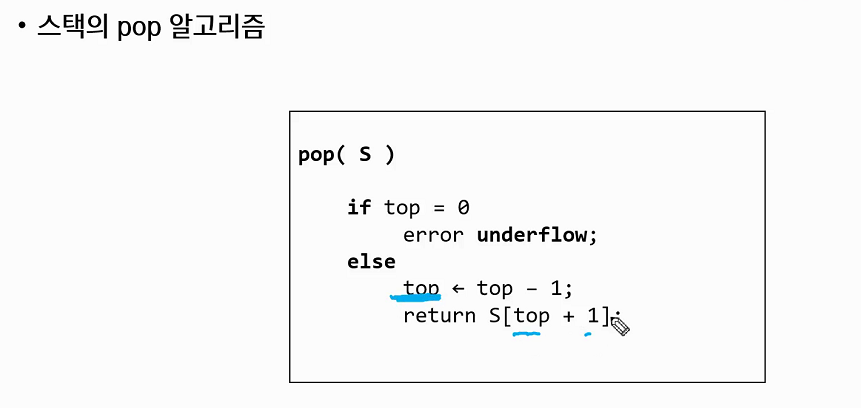 • 스택의 pop 알고리즘
pop( S )
if top = 0
error underflow;
else
top ← top – 1;
return S[top + 1];